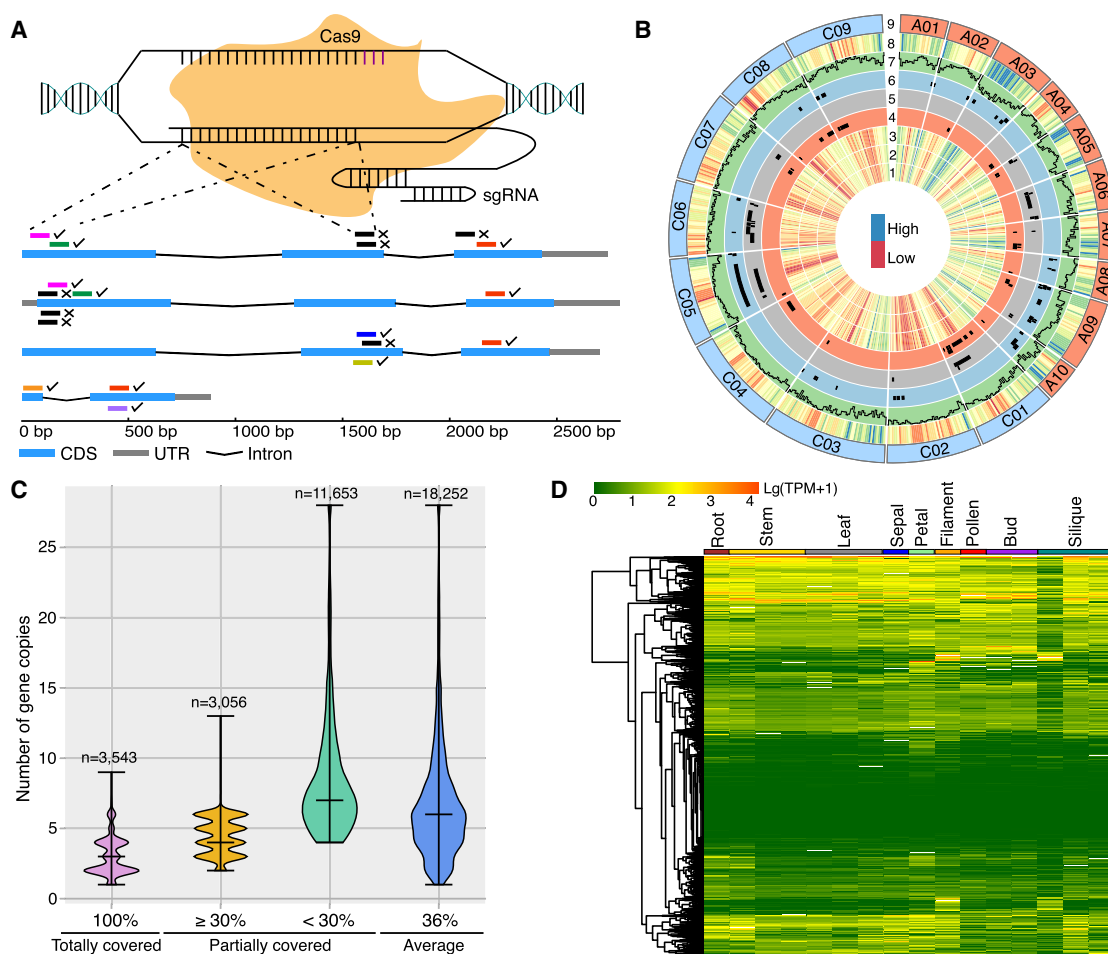 A
Cas9
sgRNA
0 bp 500 bp 1000 bp 1500 bp 2000 bp 2500 bp
CDS UTR Intron
B
9
8
7
6
5
4
3
2
1
A01
A02
A03
A04
A05
A06
A07
A08
A09
A10
C01
C02
C03
C04
C05
C06
C07
C08
C09
High
Low
C
Number of gene copies
25
20
15
10
5
0
n=3,543
n=3,056
n=11,653
n=18,252
100% ≥ 30% < 30% 36%
Totally covered Partially covered Average
D
Lg(TPM+1)
0 1 2 3 4
Root Stem Leaf Sepal Petal Filament Pollen Bud Silique